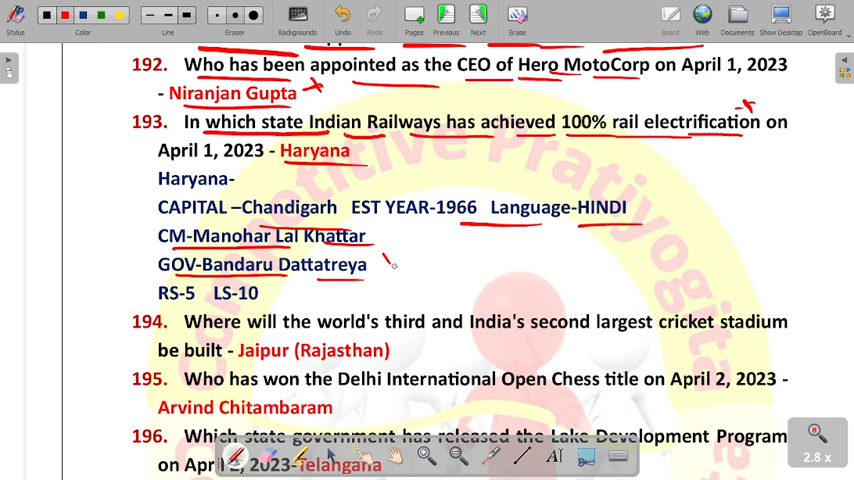 Stylus
Color
Line
Eraser
Backgrounds
Undo
Redo
Pages
Previous
Next
Erase
Board
Web
Show Desktop
OpenBoard
192. Who has been appointed as the CEO of Hero MotoCorp on April 1, 2023
- Niranjan Gupta
193. In which state Indian Railways has achieved 100% rail electrification on
April 1, 2023 - Haryana
Haryana-
CAPITAL –Chandigarh EST YEAR-1966 Language-HINDI
CM-Manohar Lal Khattar
GOV-Bandaru Dattatreya
RS-5 LS-10
194. Where will the world's third and India's second largest cricket stadium
be built - Jaipur (Rajasthan)
195. Who has won the Delhi International Open Chess title on April 2, 2023 -
Arvind Chitambaram
196. Which state government has released the Lake Development Program
on April 2, 2023-Telangana
Competitive Pratiyogita
2.8 x